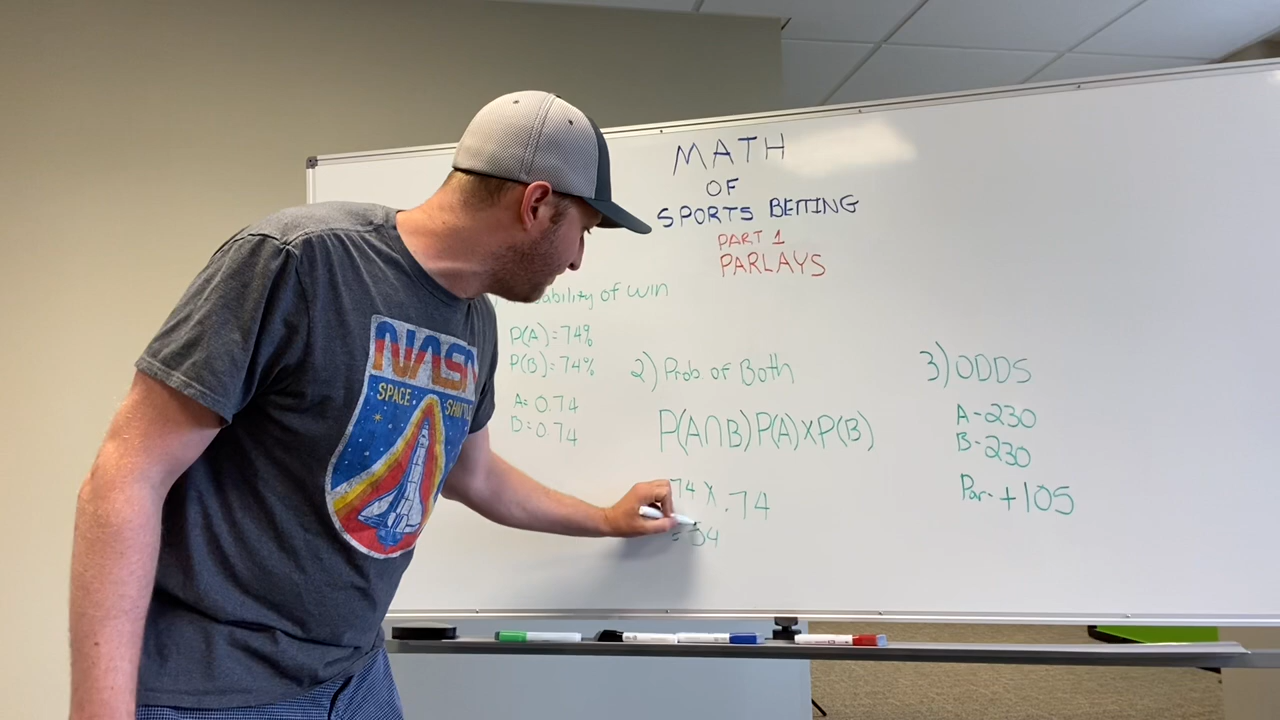 MATH
OF
SPORTS BETTING
PART 1
PARLAYS
of win
P(A)=74%
P(B)=74%
A=0.74
B=0.74
2) Prob of Both
P(A∩B)P(A)XP(B)
74 X .74
=.54
3) ODDS
A-230
B-230
Par- +105
NASA
SPACE SHUTTLE